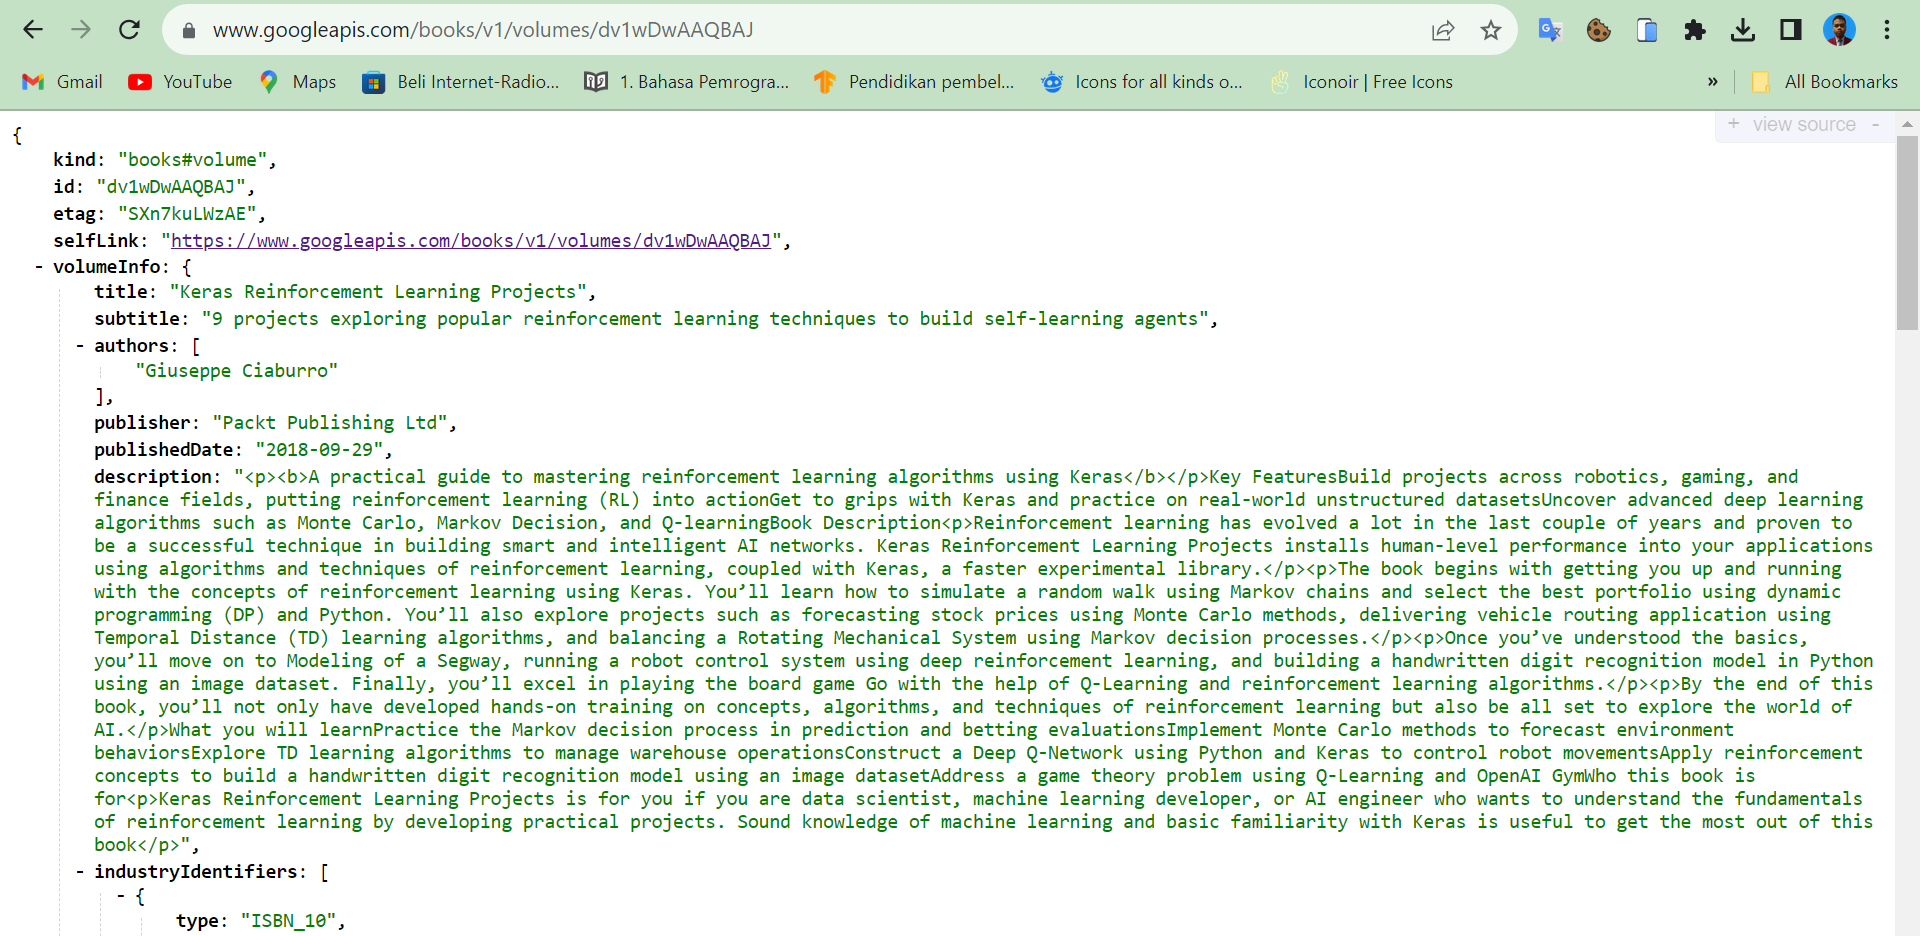 www.googleapis.com/books/v1/volumes/dv1wDwAAQBAJ
Gmail YouTube Maps Beli Internet-Radio... 1. Bahasa Pemrogra... Pendidikan pembel... Icons for all kinds o... Iconoir | Free Icons » All Bookmarks
+ view source -
{
kind: "books#volume",
id: "dv1wDwAAQBAJ",
etag: "SXn7kuLWzAE",
selfLink: "https://www.googleapis.com/books/v1/volumes/dv1wDwAAQBAJ",
- volumeInfo: {
title: "Keras Reinforcement Learning Projects",
subtitle: "9 projects exploring popular reinforcement learning techniques to build self-learning agents",
- authors: [
"Giuseppe Ciaburro"
],
publisher: "Packt Publishing Ltd",
publishedDate: "2018-09-29",
description: "<p><b>A practical guide to mastering reinforcement learning algorithms using Keras</b></p>Key FeaturesBuild projects across robotics, gaming, and
finance fields, putting reinforcement learning (RL) into actionGet to grips with Keras and practice on real-world unstructured datasetsUncover advanced deep learning
algorithms such as Monte Carlo, Markov Decision, and Q-learningBook Description<p>Reinforcement learning has evolved a lot in the last couple of years and proven to
be a successful technique in building smart and intelligent AI networks. Keras Reinforcement Learning Projects installs human-level performance into your applications
using algorithms and techniques of reinforcement learning, coupled with Keras, a faster experimental library.</p><p>The book begins with getting you up and running
with the concepts of reinforcement learning using Keras. You’ll learn how to simulate a random walk using Markov chains and select the best portfolio using dynamic
programming (DP) and Python. You’ll also explore projects such as forecasting stock prices using Monte Carlo methods, delivering vehicle routing application using
Temporal Distance (TD) learning algorithms, and balancing a Rotating Mechanical System using Markov decision processes.</p><p>Once you’ve understood the basics,
you’ll move on to Modeling of a Segway, running a robot control system using deep reinforcement learning, and building a handwritten digit recognition model in Python
using an image dataset. Finally, you’ll excel in playing the board game Go with the help of Q-Learning and reinforcement learning algorithms.</p><p>By the end of this
book, you’ll not only have developed hands-on training on concepts, algorithms, and techniques of reinforcement learning but also be all set to explore the world of
AI.</p>What you will learnPractice the Markov decision process in prediction and betting evaluationsImplement Monte Carlo methods to forecast environment
behaviorsExplore TD learning algorithms to manage warehouse operationsConstruct a Deep Q-Network using Python and Keras to control robot movementsApply reinforcement
concepts to build a handwritten digit recognition model using an image datasetAddress a game theory problem using Q-Learning and OpenAI GymWho this book is
for<p>Keras Reinforcement Learning Projects is for you if you are data scientist, machine learning developer, or AI engineer who wants to understand the fundamentals
of reinforcement learning by developing practical projects. Sound knowledge of machine learning and basic familiarity with Keras is useful to get the most out of this
book</p>",
- industryIdentifiers: [
- {
type: "ISBN_10",